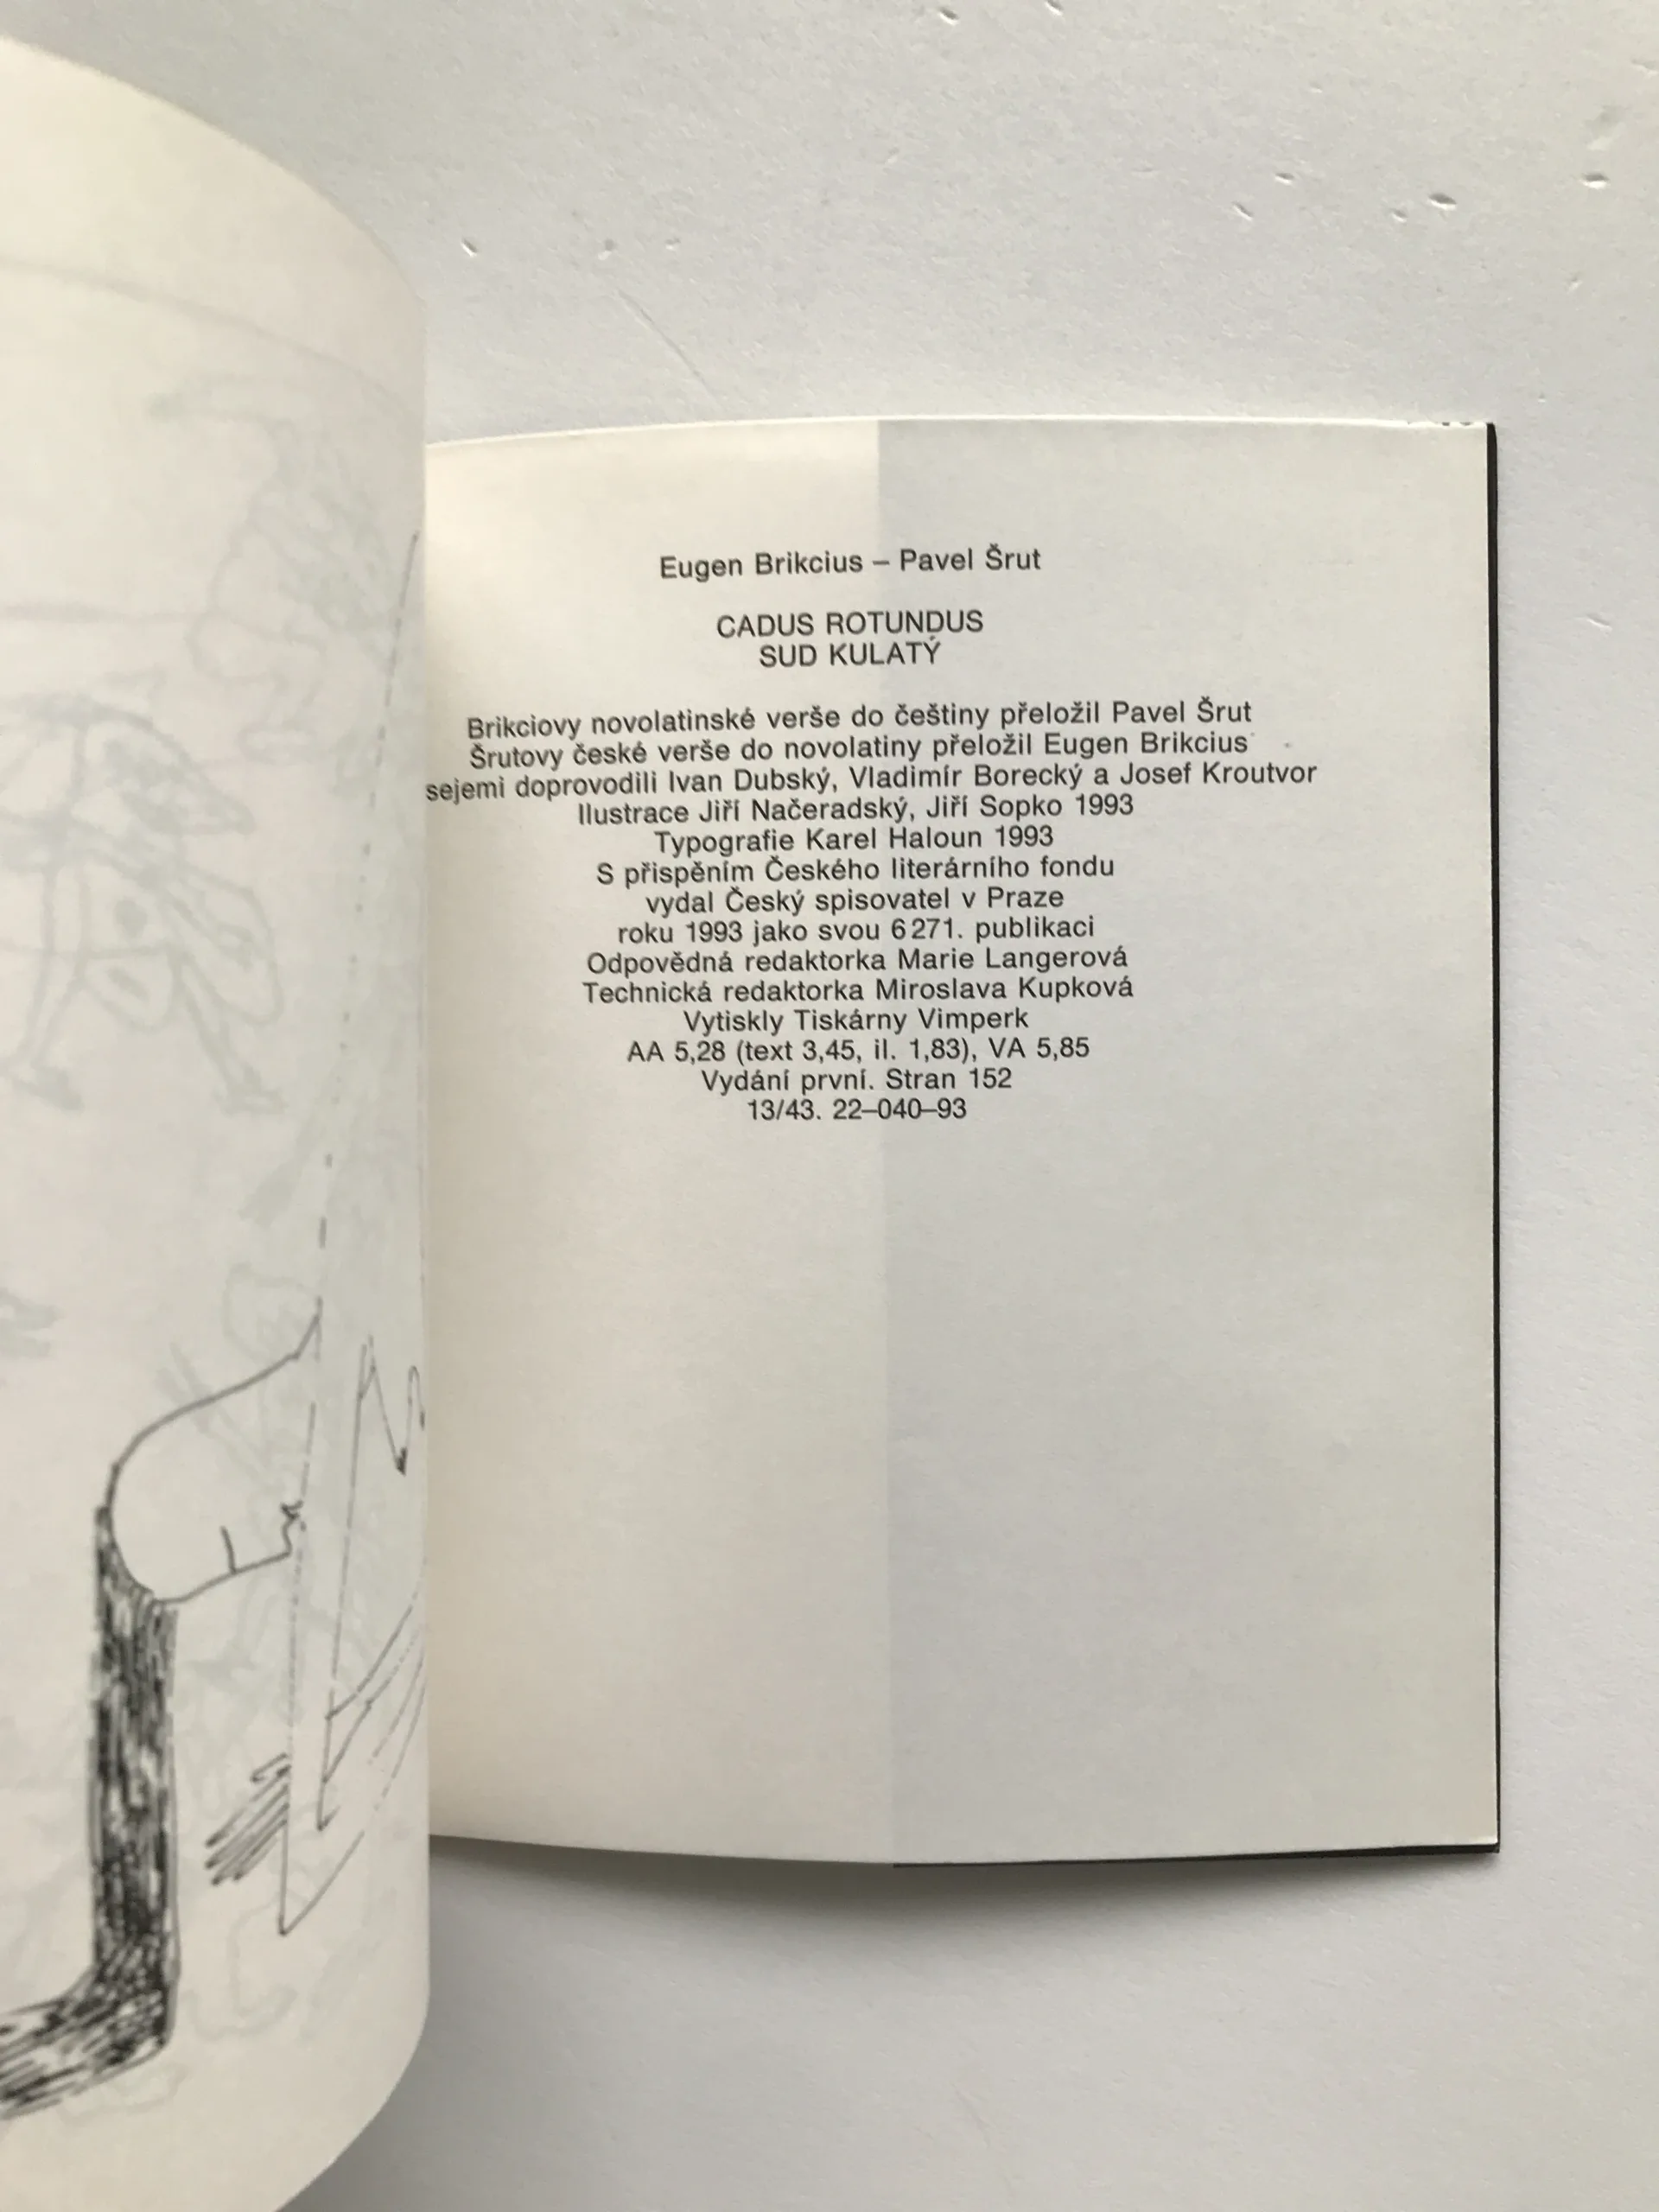 Eugen Brikcius – Pavel Šrut
CADUS ROTUNDUS
SUD KULATÝ
Brikciovy novolatinské verše do češtiny přeložil Pavel Šrut
Šrutovy české verše do novolatiny přeložil Eugen Brikcius
sejemi doprovodili Ivan Dubský, Vladimír Borecký a Josef Kroutvor
Ilustrace Jiří Načeradský, Jiří Sopko 1993
Typografie Karel Haloun 1993
S přispěním Českého literárního fondu
vydal Český spisovatel v Praze
roku 1993 jako svou 6 271. publikaci
Odpovědná redaktorka Marie Langerová
Technická redaktorka Miroslava Kupková
Vytiskly Tiskárny Vimperk
AA 5,28 (text 3,45, il. 1,83), VA 5,85
Vydání první. Stran 152
13/43. 22–040–93